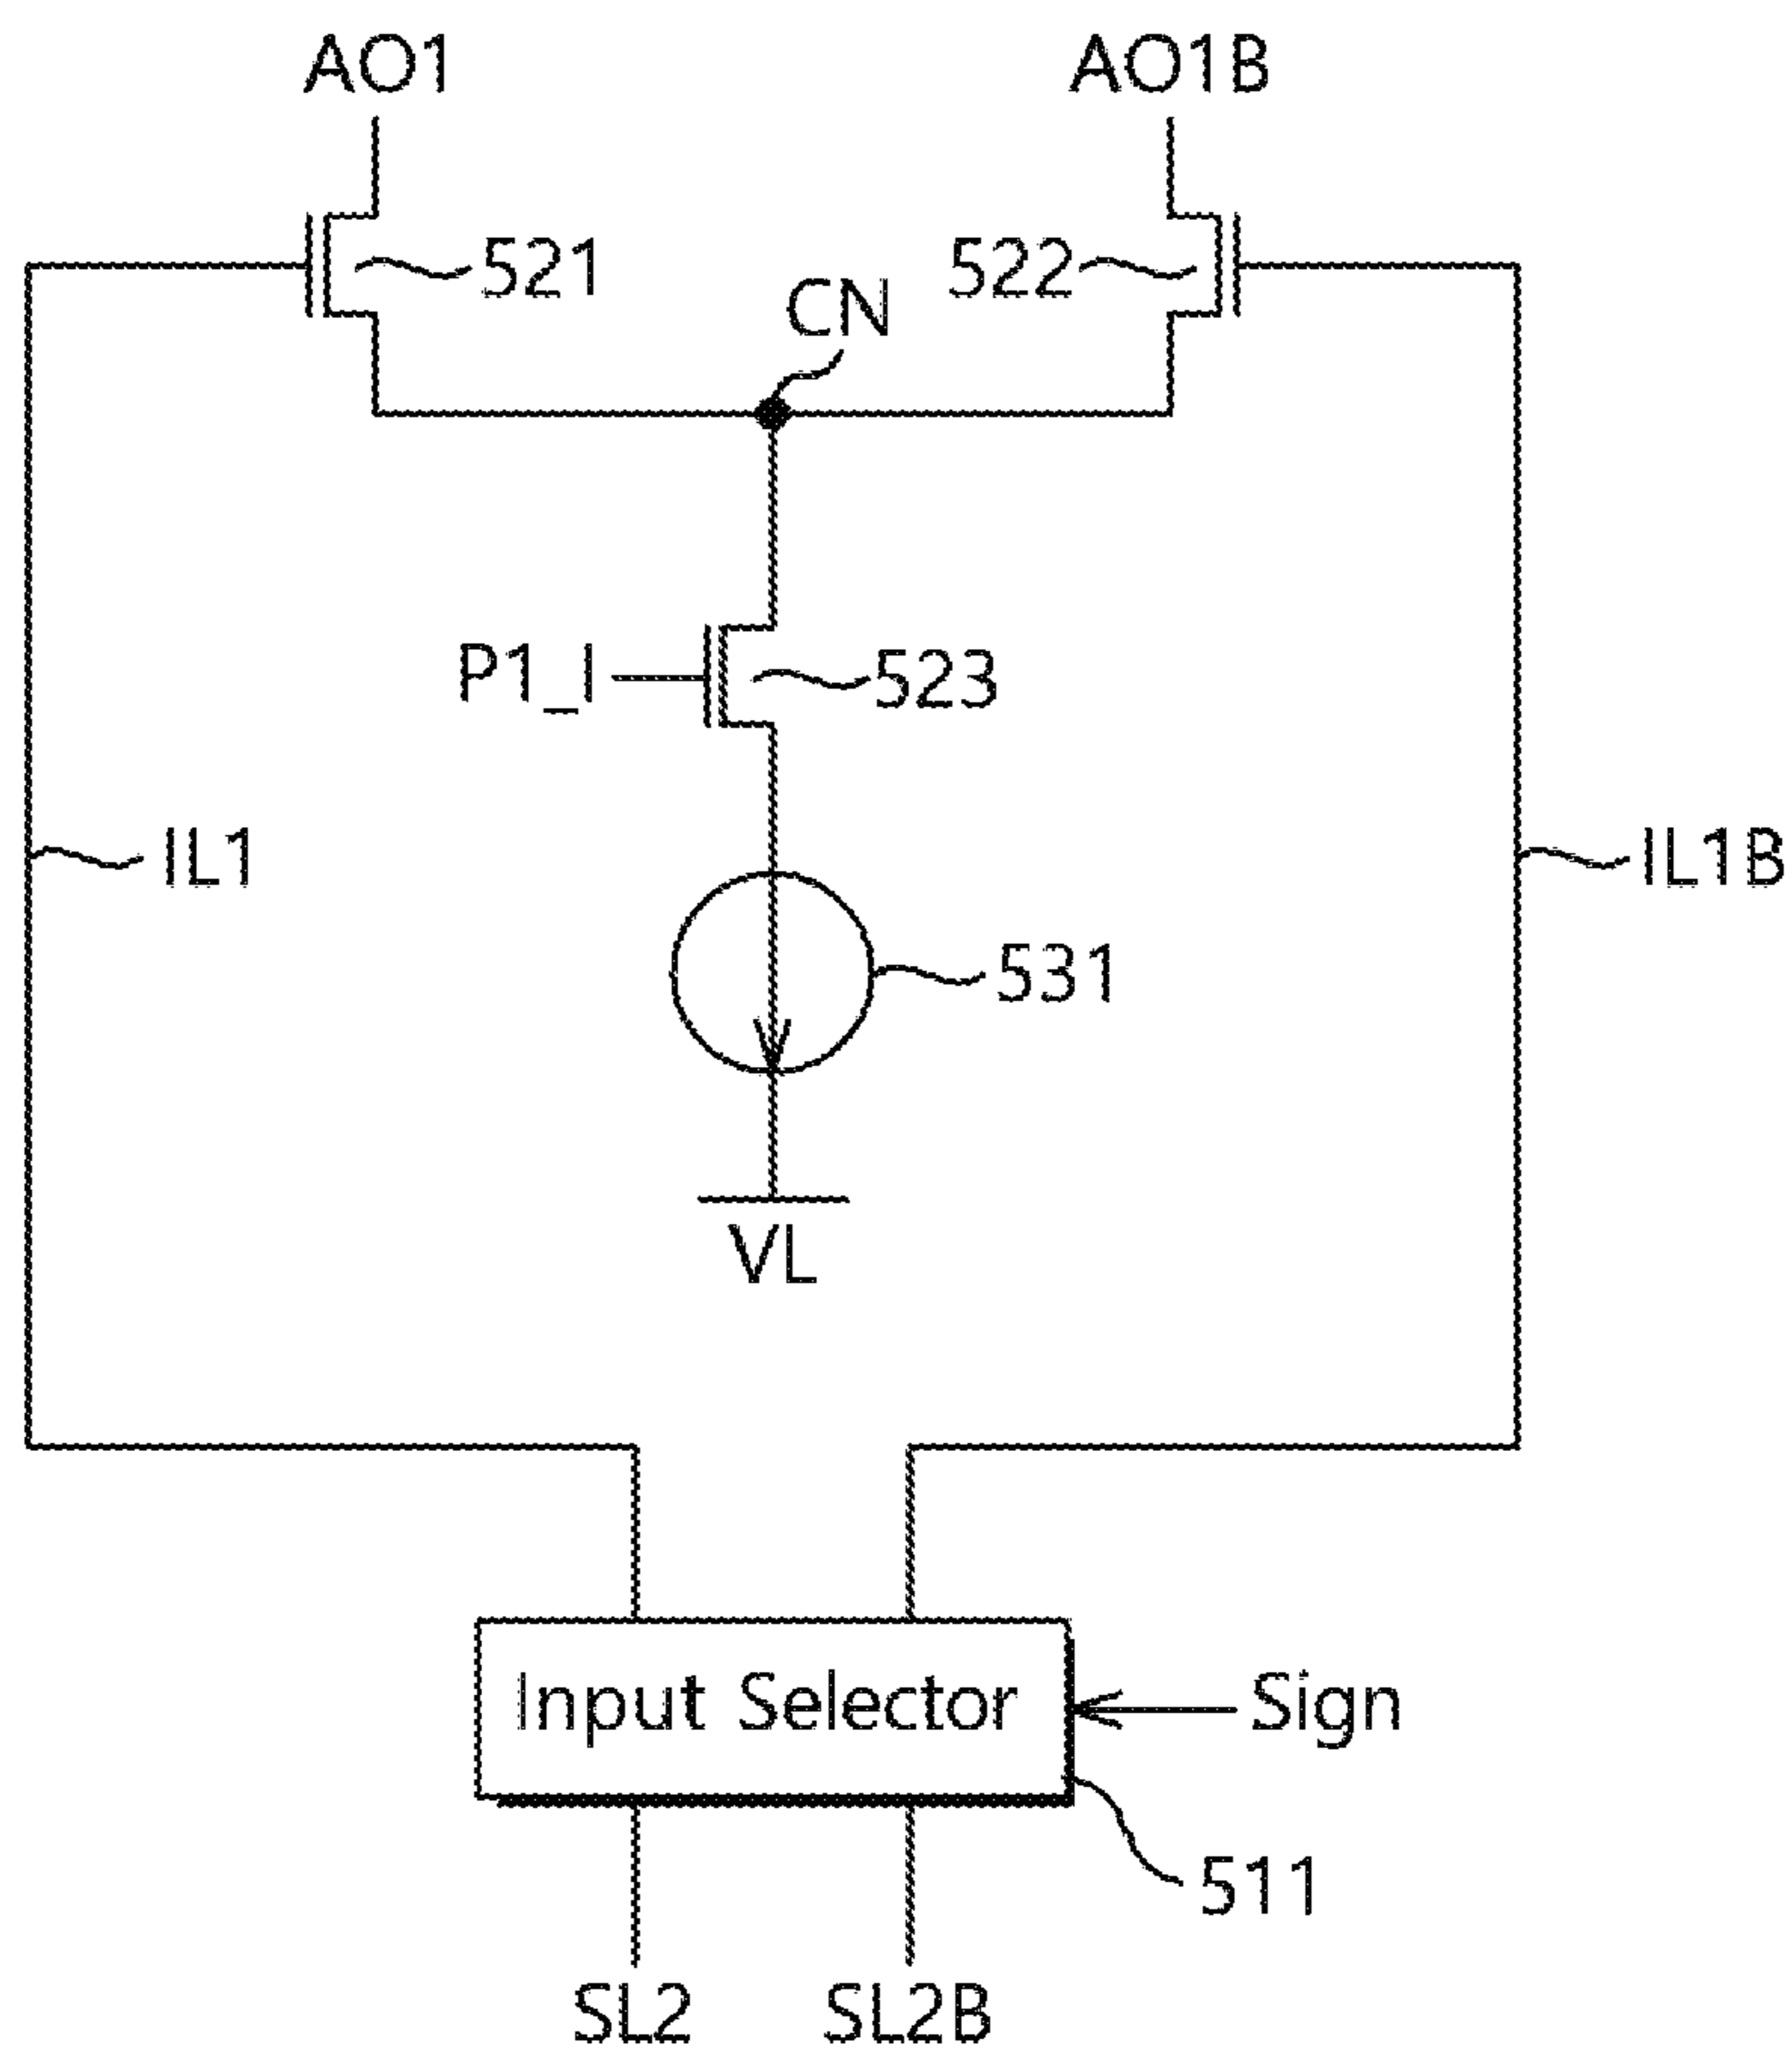 AO1
AO1B
521
522
CN
P1_I
523
IL1
IL1B
531
VL
Input Selector
Sign
511
SL2
SL2B